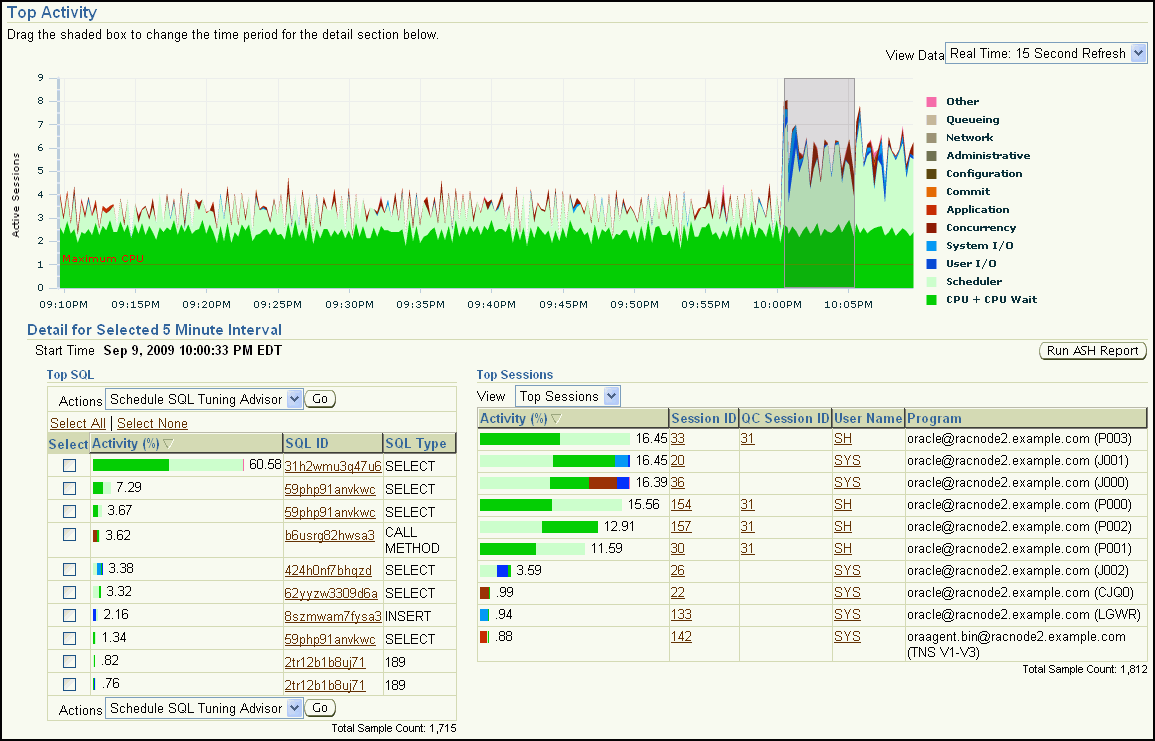 Top Activity
Drag the shaded box to change the time period for the detail section below.
View Data Real Time: 15 Second Refresh
9
8
7
6
5
4
3
2
1
0
Active Sessions
Maximum CPU
09:10PM 09:15PM 09:20PM 09:25PM 09:30PM 09:35PM 09:40PM 09:45PM 09:50PM 09:55PM 10:00PM 10:05PM
Other
Queueing
Network
Administrative
Configuration
Commit
Application
Concurrency
System I/O
User I/O
Scheduler
CPU + CPU Wait
Detail for Selected 5 Minute Interval
Start Time Sep 9, 2009 10:00:33 PM EDT
Run ASH Report
Top SQL
Actions Schedule SQL Tuning Advisor Go
Select All | Select None
Select Activity (%) SQL ID SQL Type
60.58 31h2wmu3q47u6 SELECT
7.29 59php91anvkwc SELECT
3.67 59php91anvkwc SELECT
3.62 b6usrg82hwsa3 CALL
METHOD
3.38 424h0nf7bhqzd SELECT
3.32 62yyzw3309d6a SELECT
2.16 8szmwam7fysa3 INSERT
1.34 59php91anvkwc SELECT
.82 2tr12b1b8uj71 189
.76 2tr12b1b8uj71 189
Actions Schedule SQL Tuning Advisor Go
Total Sample Count: 1,715
Top Sessions
View Top Sessions
Activity (%) Session ID QC Session ID User Name Program
16.45 33 31 SH oracle@racnode2.example.com (P003)
16.45 20 SYS oracle@racnode2.example.com (J001)
16.39 36 SYS oracle@racnode2.example.com (J000)
15.56 154 31 SH oracle@racnode2.example.com (P000)
12.91 157 31 SH oracle@racnode2.example.com (P002)
11.59 30 31 SH oracle@racnode2.example.com (P001)
3.59 26 SYS oracle@racnode2.example.com (J002)
.99 22 SYS oracle@racnode2.example.com (CJQ0)
.94 133 SYS oracle@racnode2.example.com (LGWR)
.88 142 SYS oraagent.bin@racnode2.example.com
(TNS V1-V3)
Total Sample Count: 1,812